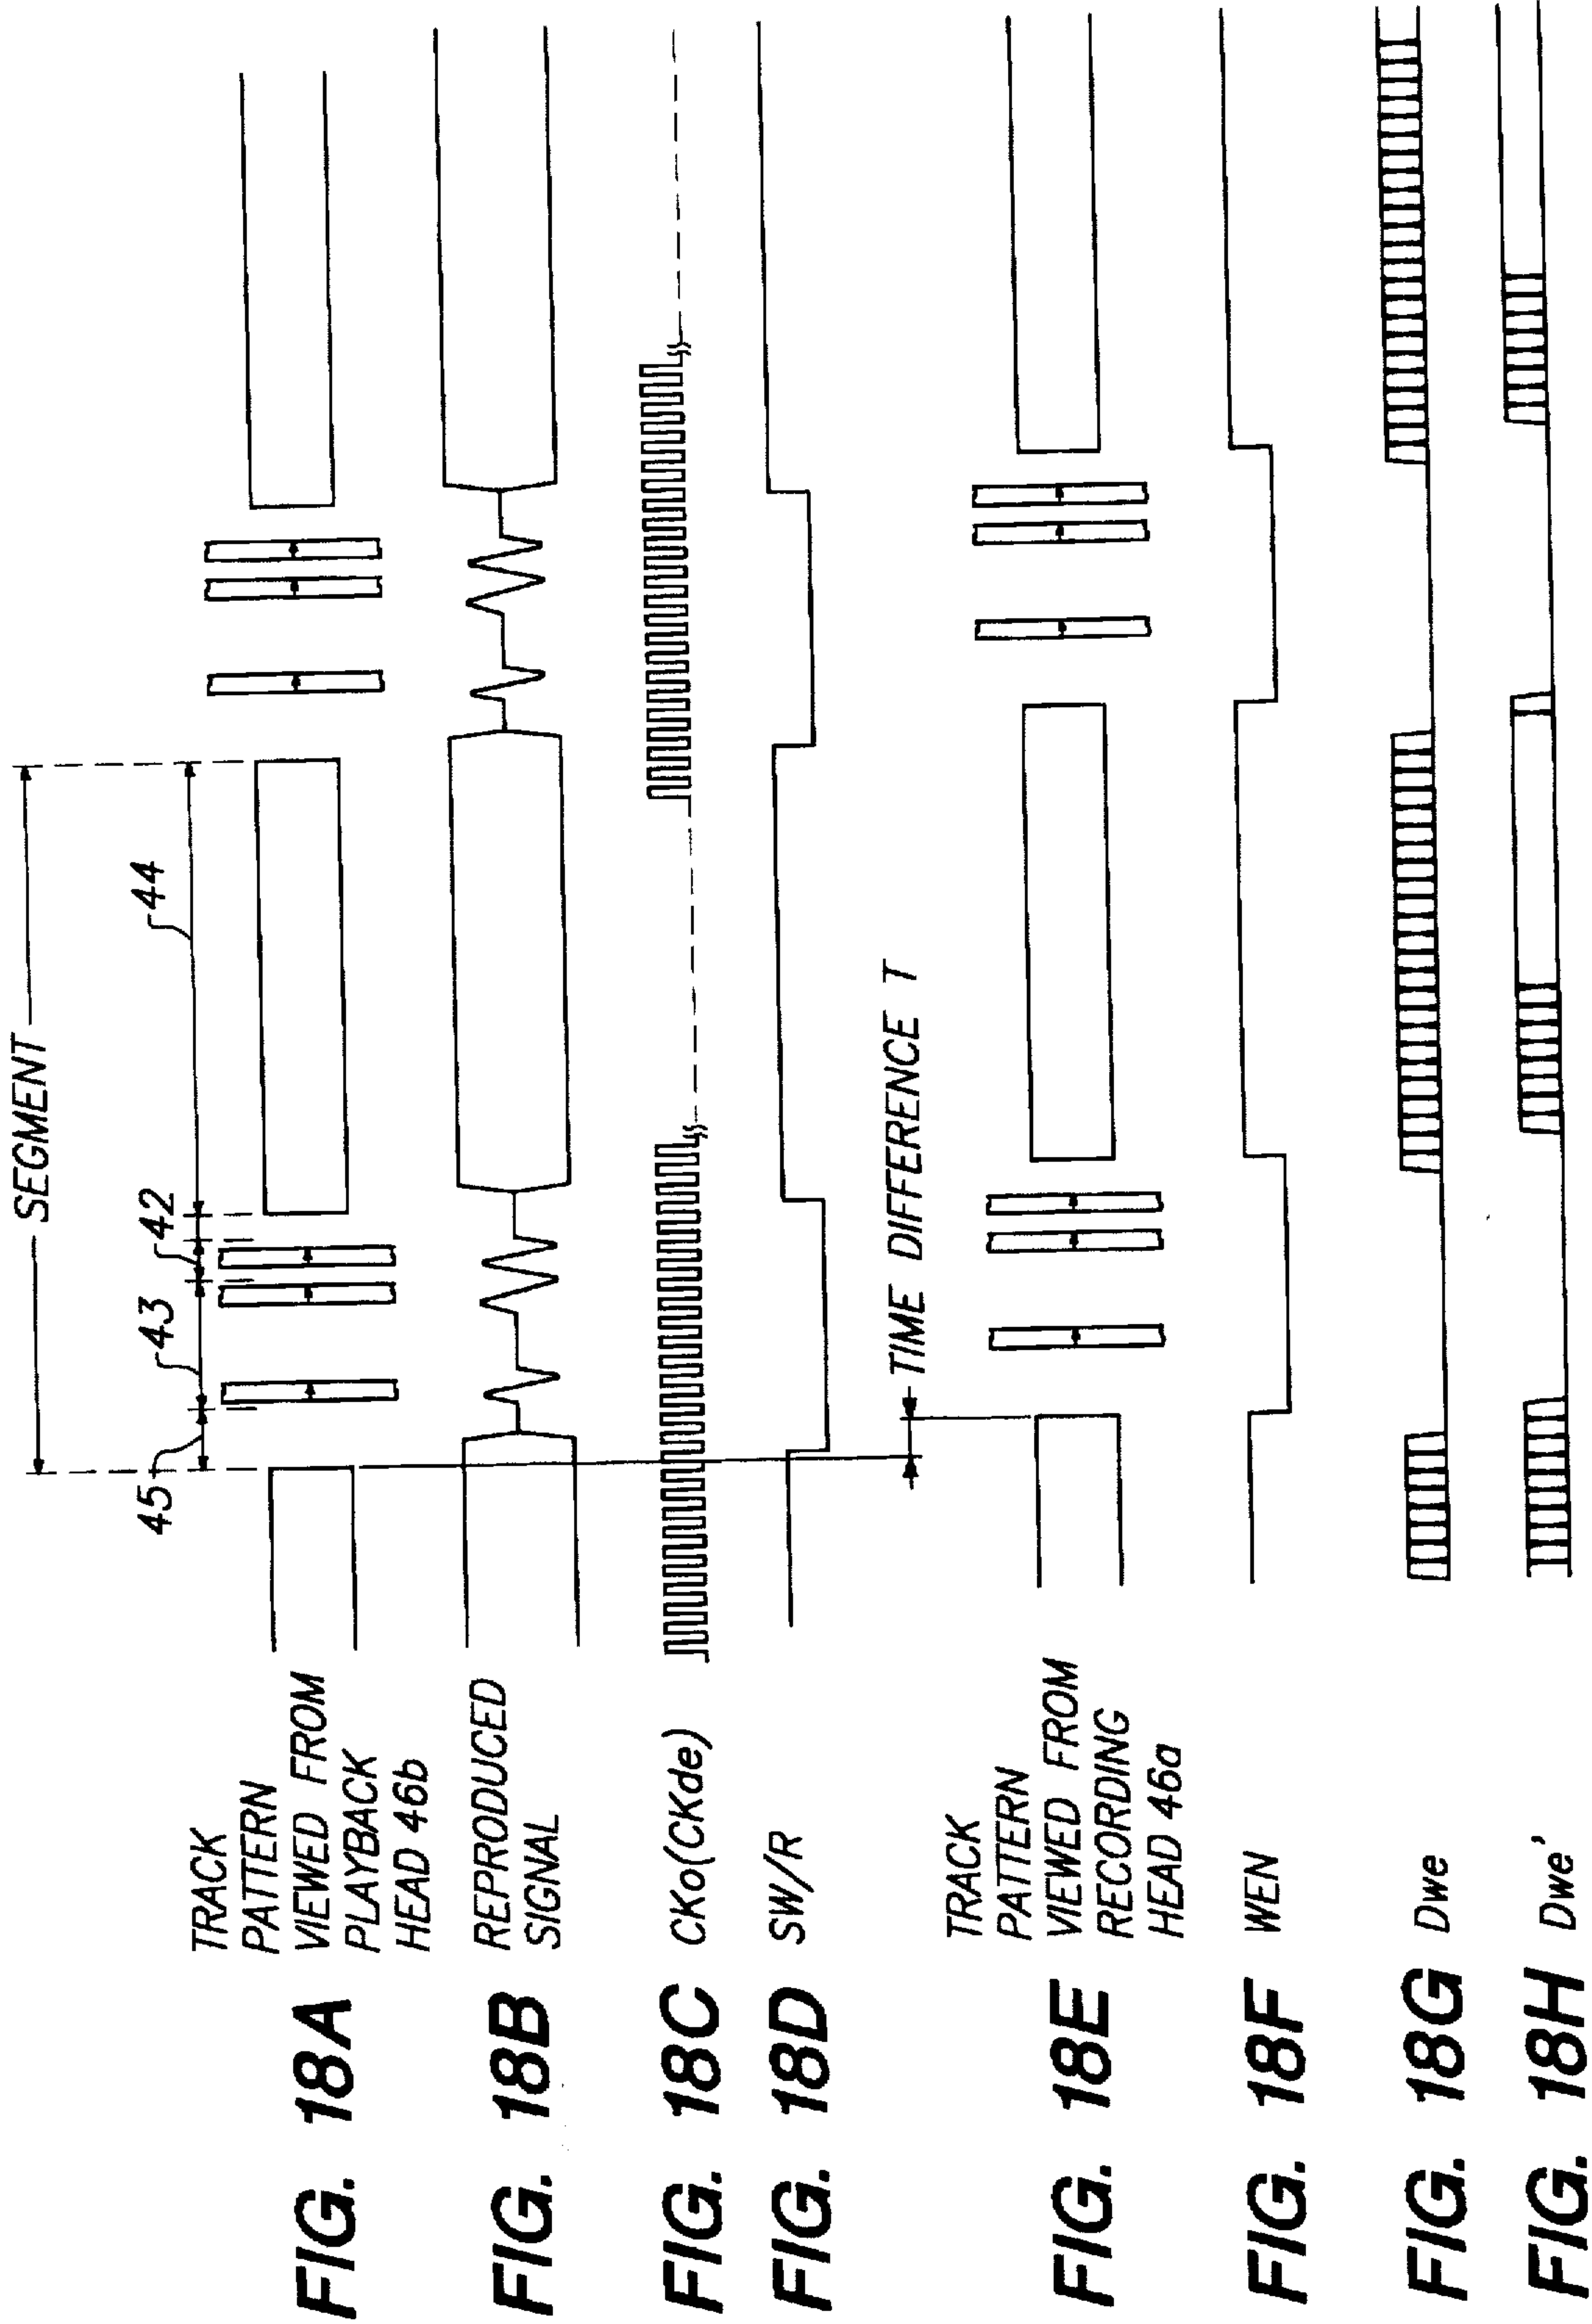 SEGMENT
45
43
42
44
FIG. 18A
TRACK
PATTERN
VIEWED FROM
PLAYBACK
HEAD 46b
FIG. 18B
REPRODUCED
SIGNAL
FIG. 18C
CKo(CKde)
FIG. 18D
SW/R
TIME DIFFERENCE T
FIG. 18E
TRACK
PATTERN
VIEWED FROM
RECORDING
HEAD 46a
FIG. 18F
WEN
FIG. 18G
Dwe
FIG. 18H
Dwe'